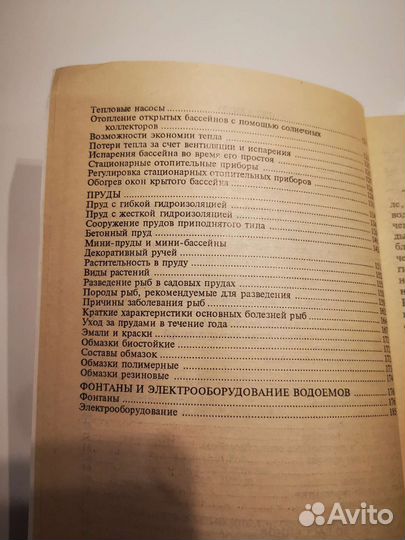 Тепловые насосы
Отопление открытых бассейнов с помощью солнечных
коллекторов
Возможности экономии тепла
Потери тепла за счет вентиляции и испарения
Испарения бассейна во время его простоя
Стационарные отопительные приборы
Регулировка стационарных отопительных приборов
Обогрев окон крытого бассейна
ПРУДЫ
Пруд с гибкой гидроизоляцией
Пруд с жесткой гидроизоляцией
Сооружение прудов приподнятого типа
Бетонный пруд
Мини-пруды и мини-бассейны
Декоративный ручей
Растительность в пруду
Виды растений
Разведение рыб в садовых прудах
Породы рыб, рекомендуемые для разведения
Причины заболевания рыб
Краткие характеристики основных болезней рыб
Уход за прудами в течение года
Эмали и краски
Обмазки биостойкие
Составы обмазок
Обмазки полимерные
Обмазки резиновые
ФОНТАНЫ И ЭЛЕКТРООБОРУДОВАНИЕ ВОДОЕМОВ
Фонтаны
Электрооборудование
Avito